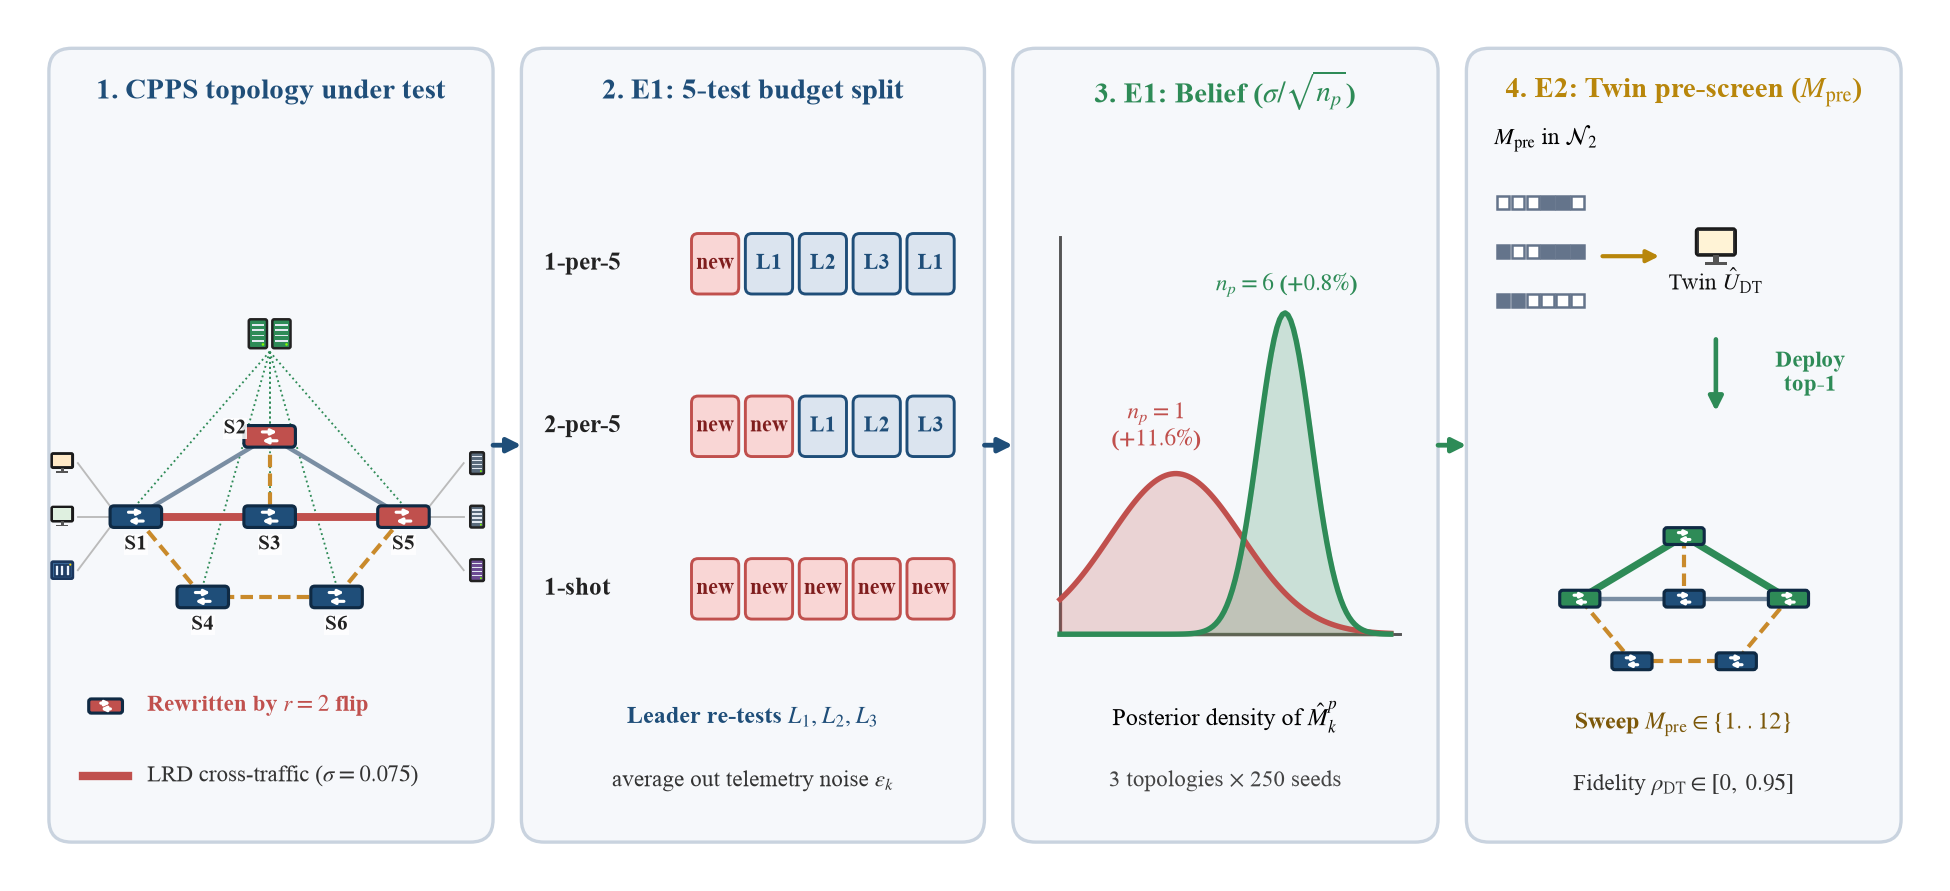 1. CPPS topology under test
S2
S1
S3
S5
S4
S6
Rewritten by r = 2 flip
LRD cross-traffic (σ = 0.075)
2. E1: 5-test budget split
1-per-5 new L1 L2 L3 L1
2-per-5 new new L1 L2 L3
1-shot new new new new new
Leader re-tests L₁, L₂, L₃
average out telemetry noise εₖ
3. E1: Belief (σ/√nₚ)
nₚ = 6 (+0.8%)
nₚ = 1
(+11.6%)
Posterior density of M̂ₖᵖ
3 topologies × 250 seeds
4. E2: Twin pre-screen (M_pre)
M_pre in 𝒩₂
Twin Û_DT
Deploy
top-1
Sweep M_pre ∈ {1. . 12}
Fidelity ρ_DT ∈ [0, 0.95]